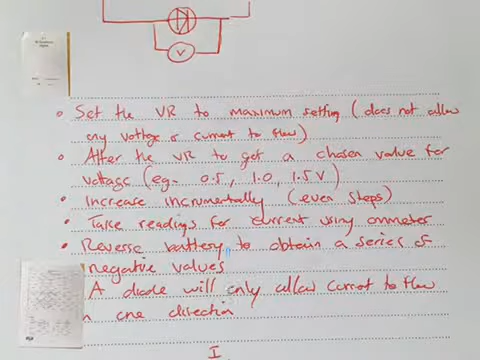 V
• Set the VR to maximum setting (does not allow
any voltage or current to flow)
• Alter the VR to get a chosen value for
voltage (eg. 0.5, 1.0, 1.5V)
• Increase incrementally (even steps)
• Take readings for current using ammeter
• Reverse battery to obtain a series of
negative values
A diode will only allow current to flow
in one direction
I